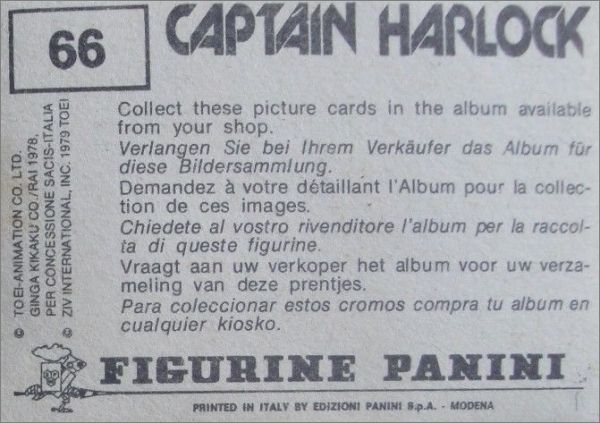 66
CAPTAIN HARLOCK
Collect these picture cards in the album available
from your shop.
Verlangen Sie bei Ihrem Verkäufer das Album für
diese Bildersammlung.
Demandez à votre détaillant l'Album pour la collec-
tion de ces images.
Chiedete al vostro rivenditore l'album per la raccol-
ta di queste figurine.
Vraagt aan uw verkoper het album voor uw verza-
meling van deze prentjes.
Para coleccionar estos cromos compra tu album en
cualquier kiosko.
© TOEI-ANIMATION CO. LTD.
GINGA KIKAKU CO /RAI 1978,
PER CONCESSIONE SACIS-ITALIA
© ZIV INTERNATIONAL, INC. 1979 TOEI
FIGURINE PANINI
PRINTED IN ITALY BY EDIZIONI PANINI S.p.A. - MODENA